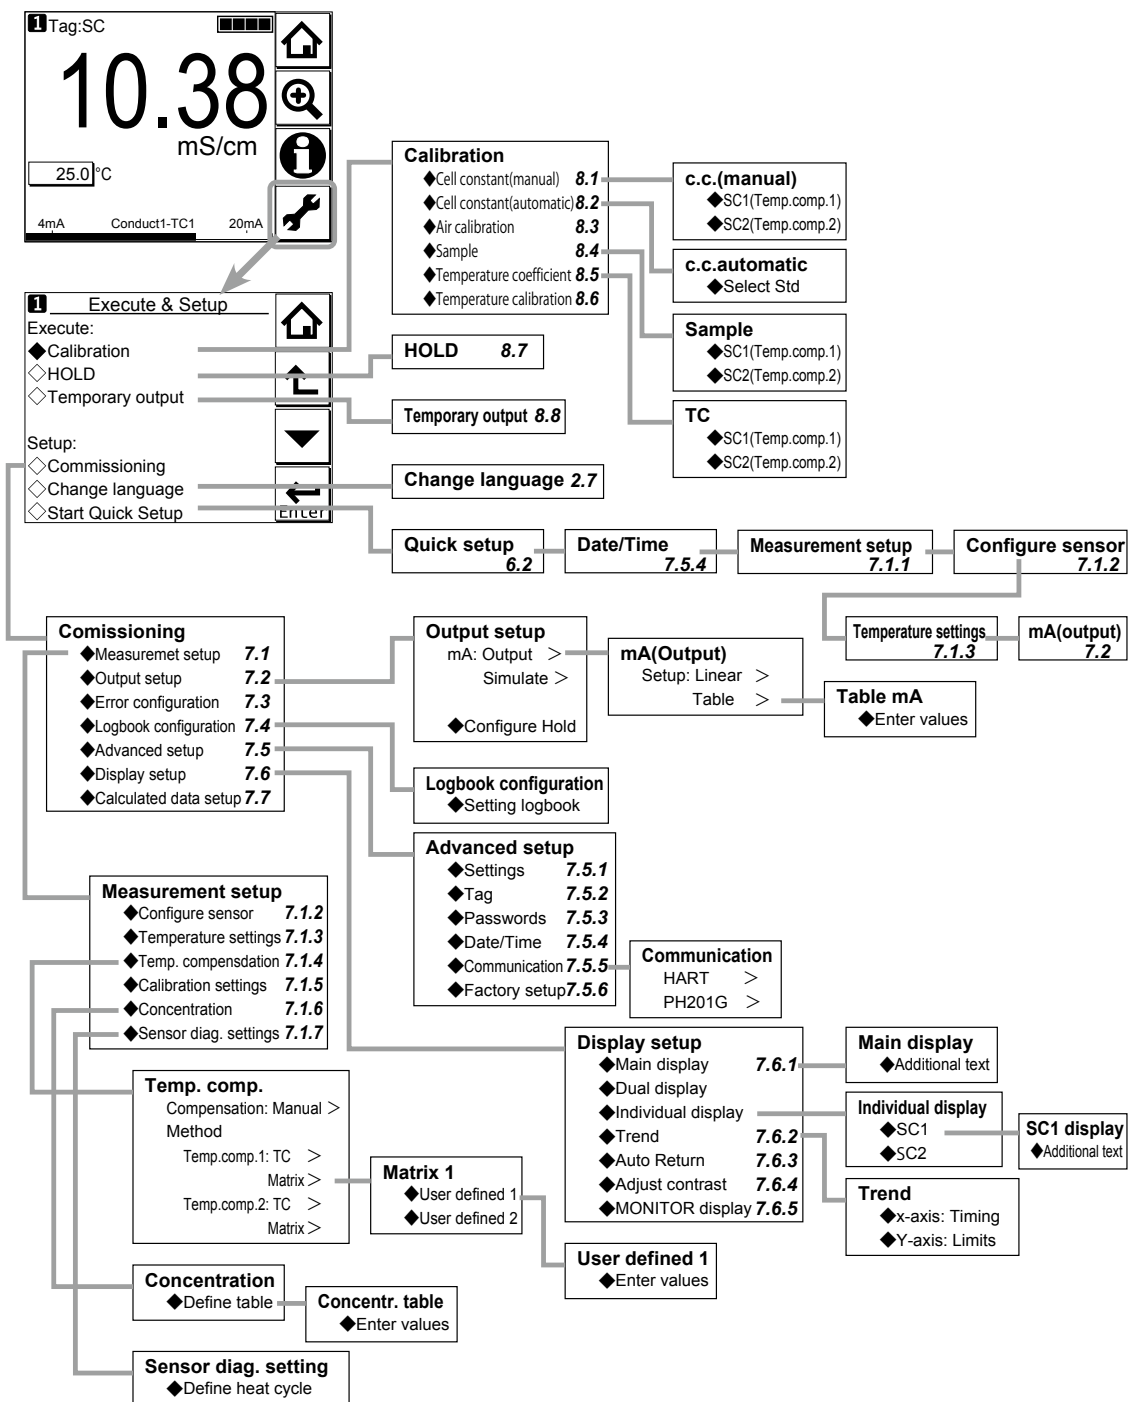 1 Tag:SC
10.38
mS/cm
25.0 °C
4mA Conduct1-TC1 20mA
1 Execute & Setup
Execute:
◆Calibration
◇HOLD
◇Temporary output
Setup:
◇Commissioning
◇Change language
◇Start Quick Setup
Enter
Calibration
◆Cell constant(manual) 8.1
◆Cell constant(automatic) 8.2
◆Air calibration 8.3
◆Sample 8.4
◆Temperature coefficient 8.5
◆Temperature calibration 8.6
c.c.(manual)
◆SC1(Temp.comp.1)
◆SC2(Temp.comp.2)
c.c.automatic
◆Select Std
Sample
◆SC1(Temp.comp.1)
◆SC2(Temp.comp.2)
TC
◆SC1(Temp.comp.1)
◆SC2(Temp.comp.2)
HOLD 8.7
Temporary output 8.8
Change language 2.7
Quick setup
6.2
Date/Time
7.5.4
Measurement setup
7.1.1
Configure sensor
7.1.2
Temperature settings
7.1.3
mA(output)
7.2
Comissioning
◆Measuremet setup 7.1
◆Output setup 7.2
◆Error configuration 7.3
◆Logbook configuration 7.4
◆Advanced setup 7.5
◆Display setup 7.6
◆Calculated data setup 7.7
Output setup
mA: Output >
Simulate >
◆Configure Hold
mA(Output)
Setup: Linear >
Table >
Table mA
◆Enter values
Logbook configuration
◆Setting logbook
Advanced setup
◆Settings 7.5.1
◆Tag 7.5.2
◆Passwords 7.5.3
◆Date/Time 7.5.4
◆Communication 7.5.5
◆Factory setup 7.5.6
Communication
HART >
PH201G >
Measurement setup
◆Configure sensor 7.1.2
◆Temperature settings 7.1.3
◆Temp. compensdation 7.1.4
◆Calibration settings 7.1.5
◆Concentration 7.1.6
◆Sensor diag. settings 7.1.7
Display setup
◆Main display 7.6.1
◆Dual display
◆Individual display
◆Trend 7.6.2
◆Auto Return 7.6.3
◆Adjust contrast 7.6.4
◆MONITOR display 7.6.5
Main display
◆Additional text
Individual display
◆SC1
◆SC2
SC1 display
◆Additional text
Trend
◆x-axis: Timing
◆Y-axis: Limits
Temp. comp.
Compensation: Manual >
Method
Temp.comp.1: TC >
Matrix >
Temp.comp.2: TC >
Matrix >
Matrix 1
◆User defined 1
◆User defined 2
User defined 1
◆Enter values
Concentration
◆Define table
Concentr. table
◆Enter values
Sensor diag. setting
◆Define heat cycle